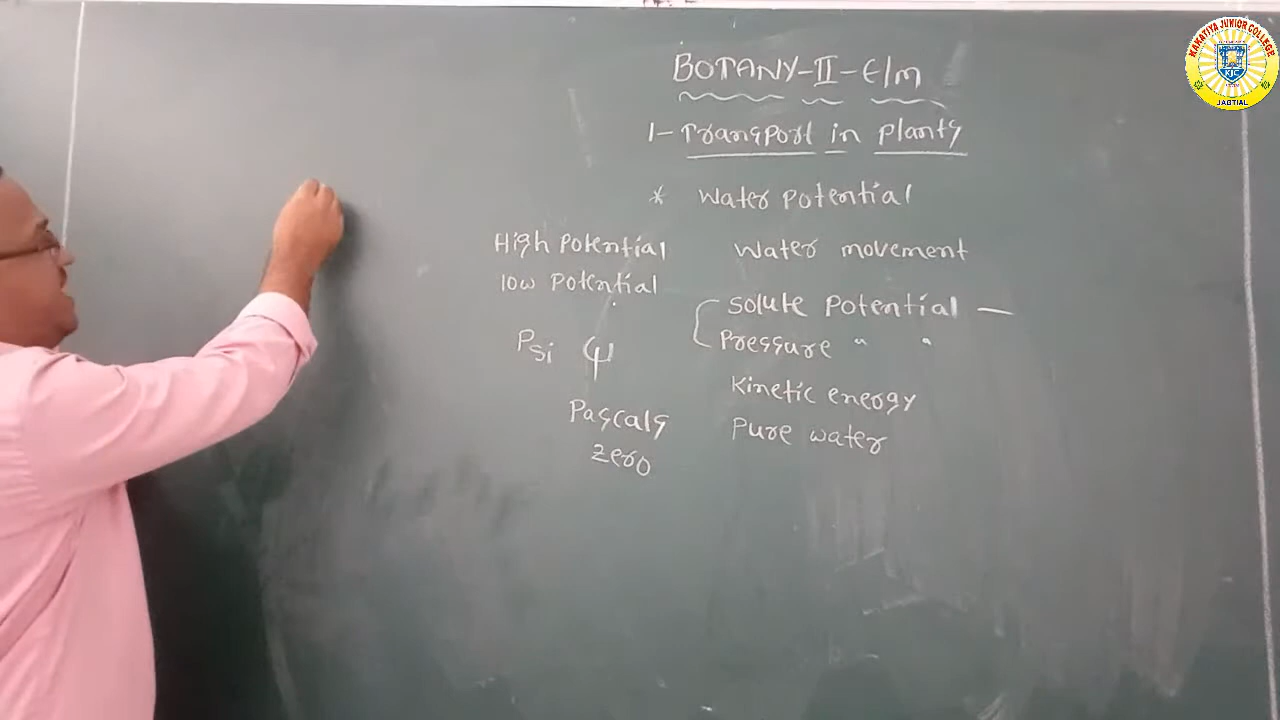 KAKATIYA JUNIOR COLLEGE
KJC
JAGTIAL
BOTANY-II-E/M
1- Transport in plants
* Water potential
High Potential Water movement
low Potential
Solute Potential —
Psi ψ Pressure " "
Kinetic energy
Pascals
Pure water
Zero